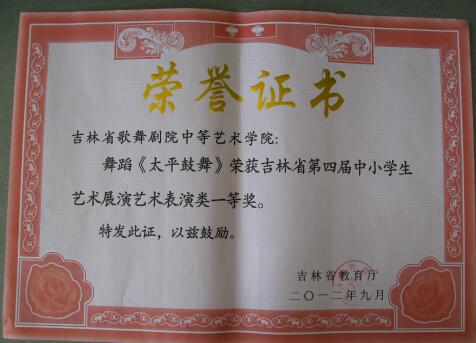 荣誉证书
吉林省歌舞剧院中等艺术学院:
舞蹈《太平鼓舞》荣获吉林省第四届中小学生
艺术展演艺术表演类一等奖。
特发此证，以兹鼓励。
吉林省教育厅
二〇一二年九月